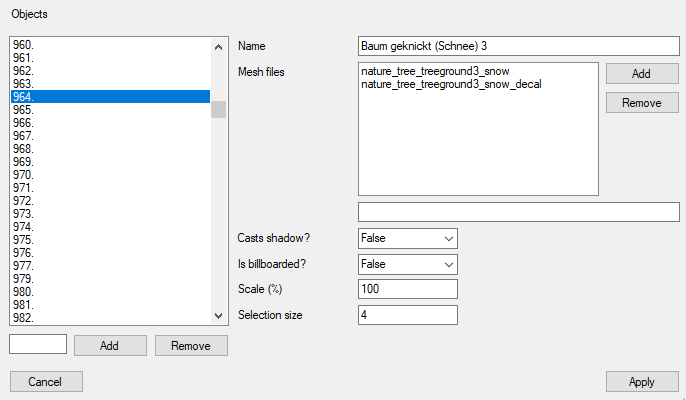 Objects
960.
961.
962.
963.
964.
965.
966.
967.
968.
969.
970.
971.
972.
973.
974.
975.
976.
977.
979.
980.
981.
982.
Add
Remove
Name
Baum geknickt (Schnee) 3
Mesh files
nature_tree_treeground3_snow
nature_tree_treeground3_snow_decal
Add
Remove
Casts shadow?
False
Is billboarded?
False
Scale (%)
100
Selection size
4
Cancel
Apply